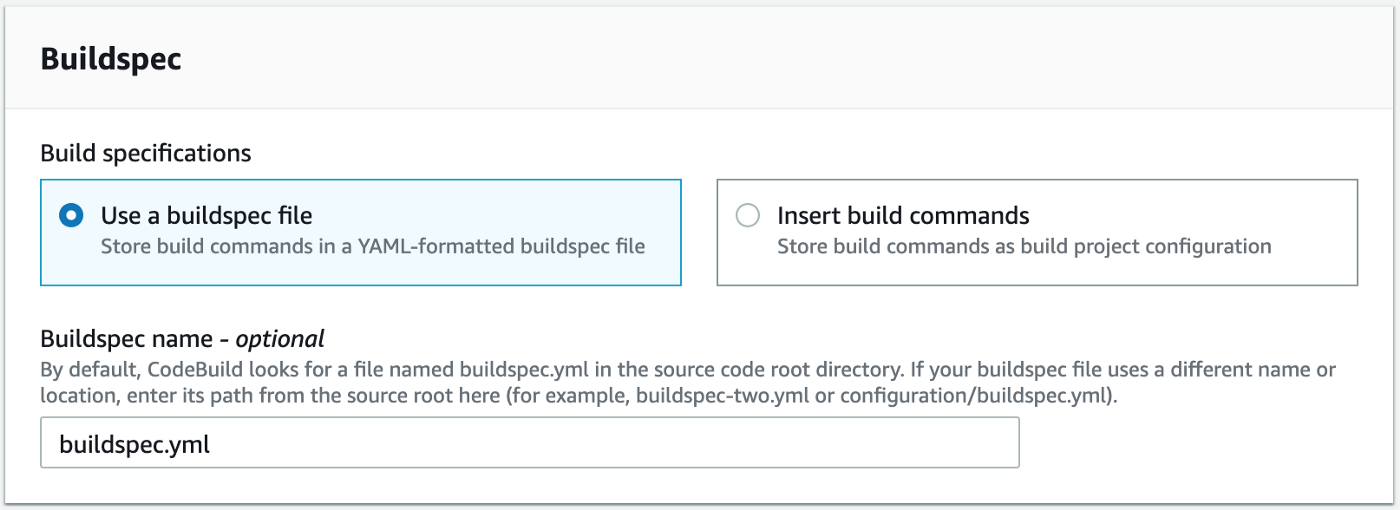 Buildspec
Build specifications
Use a buildspec file
Store build commands in a YAML-formatted buildspec file
Insert build commands
Store build commands as build project configuration
Buildspec name - optional
By default, CodeBuild looks for a file named buildspec.yml in the source code root directory. If your buildspec file uses a different name or
location, enter its path from the source root here (for example, buildspec-two.yml or configuration/buildspec.yml).
buildspec.yml